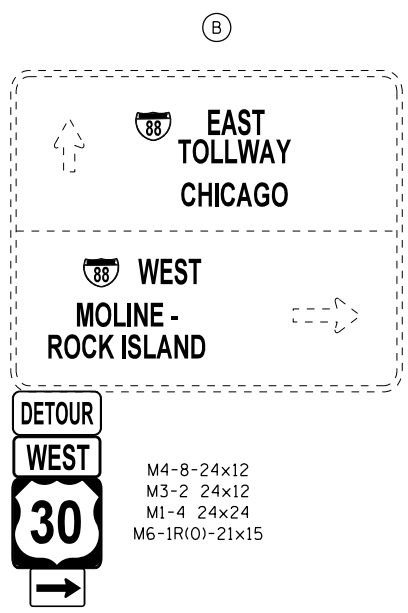 B
88 EAST
TOLLWAY
CHICAGO
88 WEST
MOLINE -
ROCK ISLAND
DETOUR
WEST
30
M4-8-24x12
M3-2 24x12
M1-4 24x24
M6-1R(O)-21x15